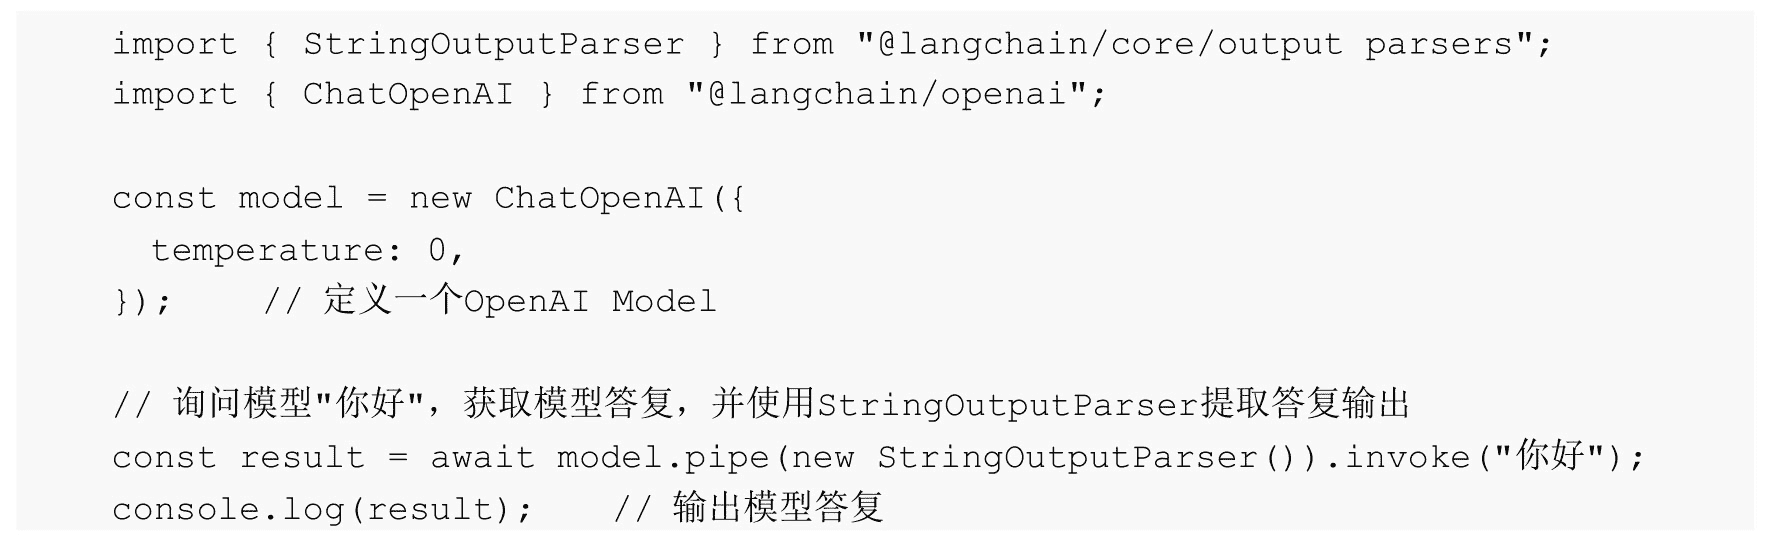 import { StringOutputParser } from "@langchain/core/output parsers";
import { ChatOpenAI } from "@langchain/openai";
const model = new ChatOpenAI({
temperature: 0,
}); // 定义一个OpenAI Model
// 询问模型"你好"，获取模型答复，并使用StringOutputParser提取答复输出
const result = await model.pipe(new StringOutputParser()).invoke("你好");
console.log(result); // 输出模型答复